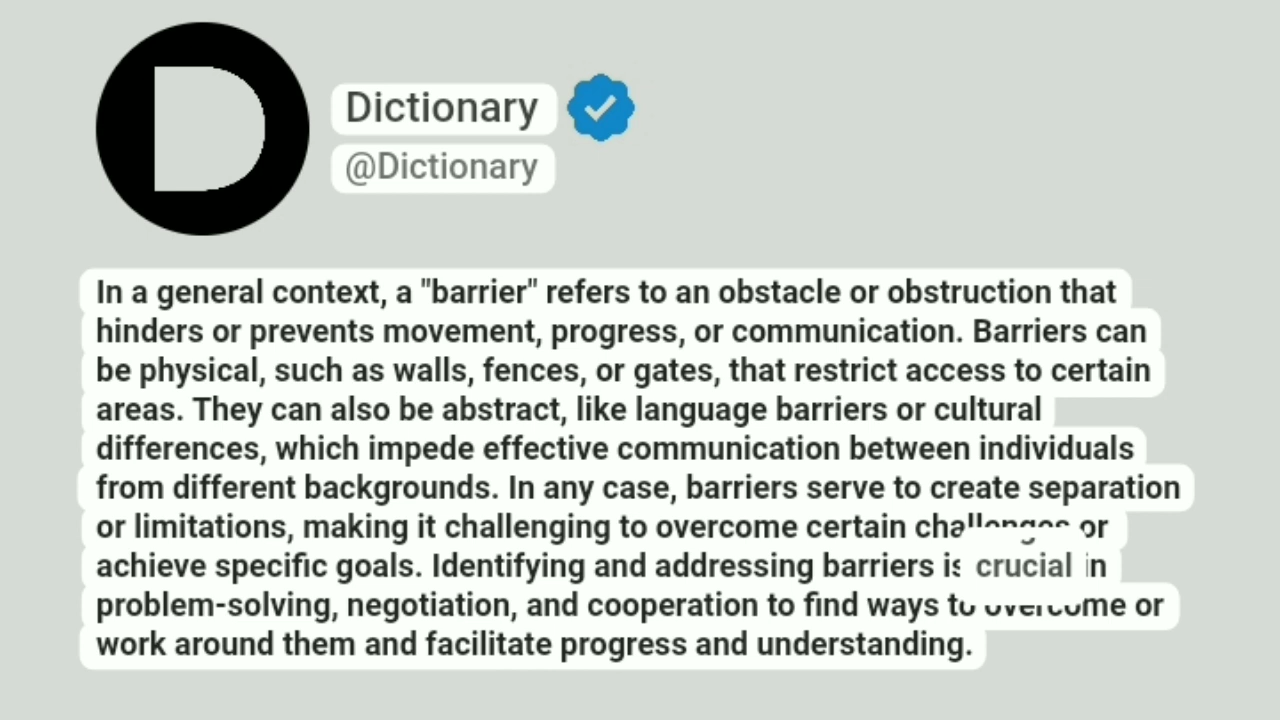 D
Dictionary
@Dictionary
In a general context, a "barrier" refers to an obstacle or obstruction that
hinders or prevents movement, progress, or communication. Barriers can
be physical, such as walls, fences, or gates, that restrict access to certain
areas. They can also be abstract, like language barriers or cultural
differences, which impede effective communication between individuals
from different backgrounds. In any case, barriers serve to create separation
or limitations, making it challenging to overcome certain challenges or
achieve specific goals. Identifying and addressing barriers is crucial in
problem-solving, negotiation, and cooperation to find ways to overcome or
work around them and facilitate progress and understanding.